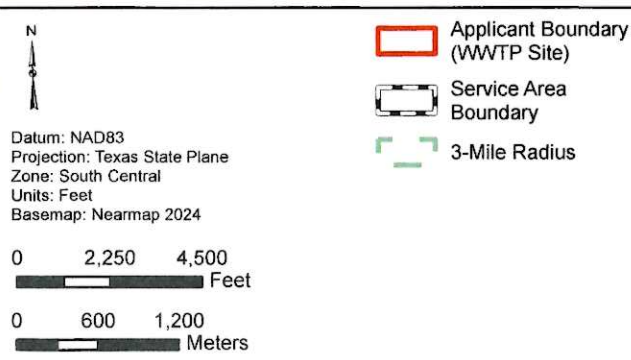 N
Datum: NAD83
Projection: Texas State Plane
Zone: South Central
Units: Feet
Basemap: Nearmap 2024
0 2,250 4,500
Feet
0 600 1,200
Meters
Applicant Boundary
(WWTP Site)
Service Area
Boundary
3-Mile Radius